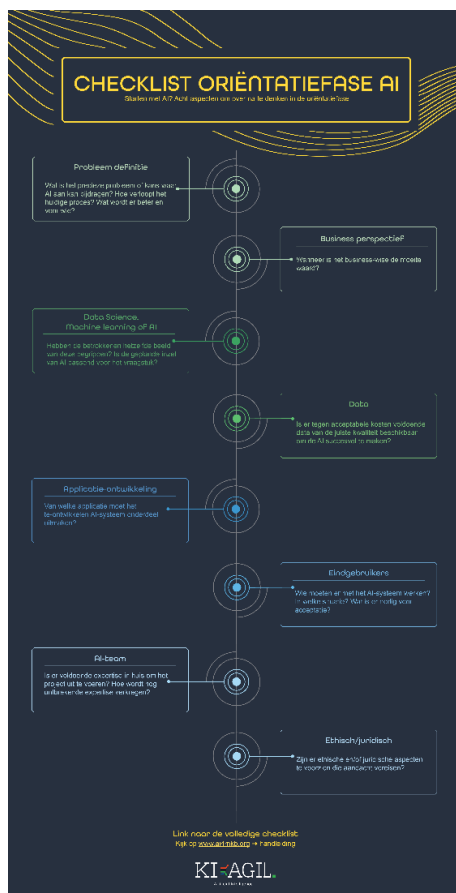 CHECKLIST ORIËNTATIEFASE AI
Starten met AI? Acht aspecten om over na te denken in de oriëntatiefase
Probleem definitie
Wat is het precieze probleem of kans waar
AI aan kan bijdragen? Hoe verloopt het
huidige proces? Wat wordt er beter en
voor wie?
Business perspectief
Wanneer is het business-wise de moeite
waard?
Data Science,
Machine learning of AI
Hebben de betrokkenen hetzelfde beeld
van deze begrippen? Is de geplande inzet
van AI passend voor het vraagstuk?
Data
Is er tegen acceptabele kosten voldoende
data van de juiste kwaliteit beschikbaar
om de AI succesvol te maken?
Applicatie ontwikkeling
Van welke applicatie moet het
te-ontwikkelen AI-systeem onderdeel
uitmaken?
Eindgebruikers
Wie moeten er met het AI-systeem werken?
In welke situatie? Wat is er nodig voor
acceptatie?
AI-team
Is er voldoende expertise in huis om het
project uit te voeren? Hoe wordt nog
ontbrekende expertise verkregen?
Ethisch/juridisch
Zijn er ethische en/of juridische aspecten
te voorzien die aandacht vereisen?
Link naar de volledige checklist
Kijk op www.ai4mkb.org → handleiding
KI AGIL.